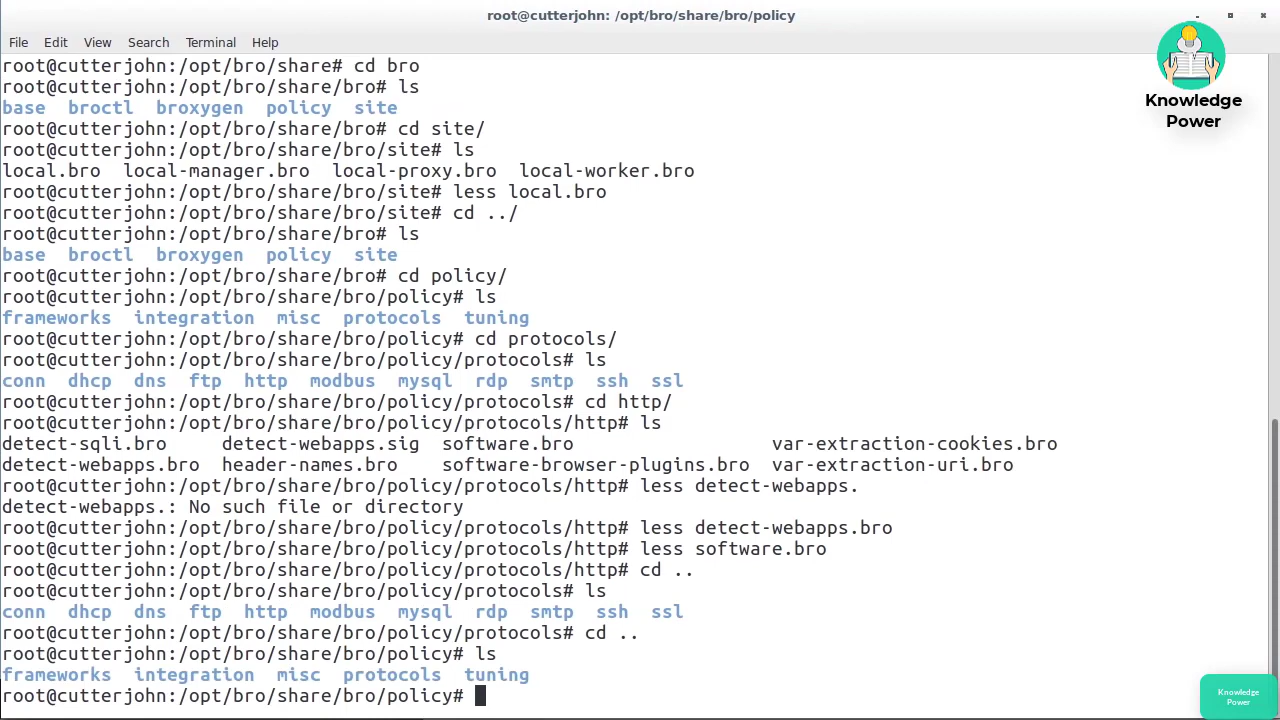 root@cutterjohn: /opt/bro/share/bro/policy
File Edit View Search Terminal Help
Knowledge
Power
root@cutterjohn:/opt/bro/share# cd bro
root@cutterjohn:/opt/bro/share/bro# ls
base  broctl  broxygen  policy  site
root@cutterjohn:/opt/bro/share/bro# cd site/
root@cutterjohn:/opt/bro/share/bro/site# ls
local.bro  local-manager.bro  local-proxy.bro  local-worker.bro
root@cutterjohn:/opt/bro/share/bro/site# less local.bro
root@cutterjohn:/opt/bro/share/bro/site# cd ../
root@cutterjohn:/opt/bro/share/bro# ls
base  broctl  broxygen  policy  site
root@cutterjohn:/opt/bro/share/bro# cd policy/
root@cutterjohn:/opt/bro/share/bro/policy# ls
frameworks  integration  misc  protocols  tuning
root@cutterjohn:/opt/bro/share/bro/policy# cd protocols/
root@cutterjohn:/opt/bro/share/bro/policy/protocols# ls
conn  dhcp  dns  ftp  http  modbus  mysql  rdp  smtp  ssh  ssl
root@cutterjohn:/opt/bro/share/bro/policy/protocols# cd http/
root@cutterjohn:/opt/bro/share/bro/policy/protocols/http# ls
detect-sqli.bro     detect-webapps.sig  software.bro                  var-extraction-cookies.bro
detect-webapps.bro  header-names.bro    software-browser-plugins.bro  var-extraction-uri.bro
root@cutterjohn:/opt/bro/share/bro/policy/protocols/http# less detect-webapps.
detect-webapps.: No such file or directory
root@cutterjohn:/opt/bro/share/bro/policy/protocols/http# less detect-webapps.bro
root@cutterjohn:/opt/bro/share/bro/policy/protocols/http# less software.bro
root@cutterjohn:/opt/bro/share/bro/policy/protocols/http# cd ..
root@cutterjohn:/opt/bro/share/bro/policy/protocols# ls
conn  dhcp  dns  ftp  http  modbus  mysql  rdp  smtp  ssh  ssl
root@cutterjohn:/opt/bro/share/bro/policy/protocols# cd ..
root@cutterjohn:/opt/bro/share/bro/policy# ls
frameworks  integration  misc  protocols  tuning
root@cutterjohn:/opt/bro/share/bro/policy#
Knowledge
Power